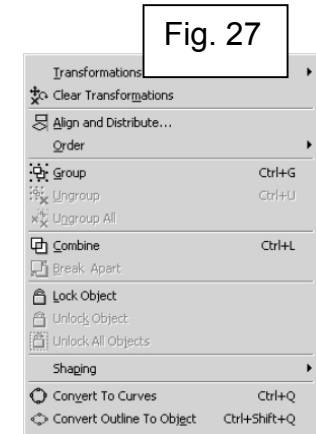 Fig. 27
Transformations
Clear Transformations
Align and Distribute...
Order
Group Ctrl+G
Ungroup Ctrl+U
Ungroup All
Combine Ctrl+L
Break Apart
Lock Object
Unlock Object
Unlock All Objects
Shaping
Convert To Curves Ctrl+Q
Convert Outline To Object Ctrl+Shift+Q